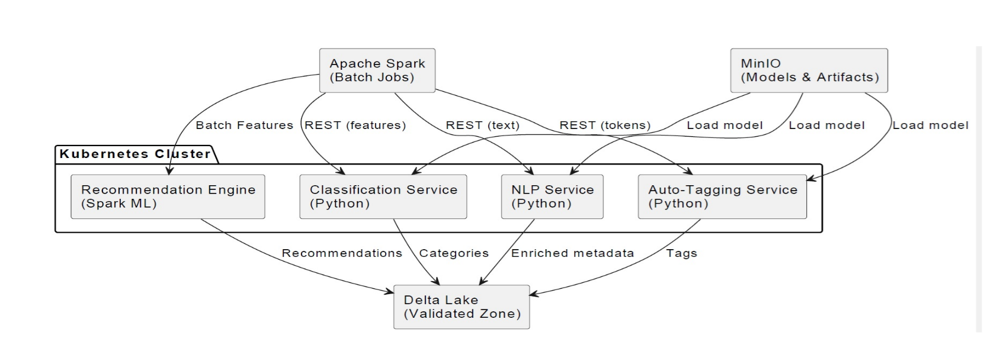 Apache Spark
(Batch Jobs)
MinIO
(Models & Artifacts)
Batch Features
REST (features)
REST (text)
REST (tokens)
Load model
Load model
Load model
Kubernetes Cluster
Recommendation Engine
(Spark ML)
Classification Service
(Python)
NLP Service
(Python)
Auto-Tagging Service
(Python)
Recommendations
Categories
Enriched metadata
Tags
Delta Lake
(Validated Zone)